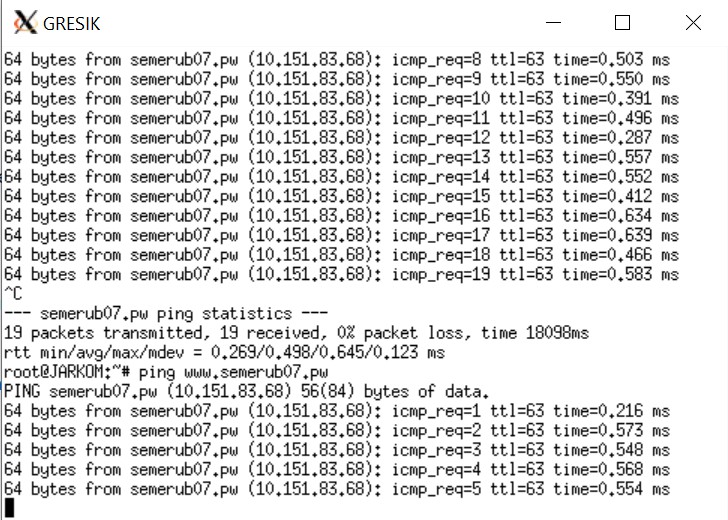 GRESIK
64 bytes from semerub07.pw (10.151.83.68): icmp_req=8 ttl=63 time=0.503 ms
64 bytes from semerub07.pw (10.151.83.68): icmp_req=9 ttl=63 time=0.550 ms
64 bytes from semerub07.pw (10.151.83.68): icmp_req=10 ttl=63 time=0.391 ms
64 bytes from semerub07.pw (10.151.83.68): icmp_req=11 ttl=63 time=0.496 ms
64 bytes from semerub07.pw (10.151.83.68): icmp_req=12 ttl=63 time=0.287 ms
64 bytes from semerub07.pw (10.151.83.68): icmp_req=13 ttl=63 time=0.557 ms
64 bytes from semerub07.pw (10.151.83.68): icmp_req=14 ttl=63 time=0.552 ms
64 bytes from semerub07.pw (10.151.83.68): icmp_req=15 ttl=63 time=0.412 ms
64 bytes from semerub07.pw (10.151.83.68): icmp_req=16 ttl=63 time=0.634 ms
64 bytes from semerub07.pw (10.151.83.68): icmp_req=17 ttl=63 time=0.639 ms
64 bytes from semerub07.pw (10.151.83.68): icmp_req=18 ttl=63 time=0.466 ms
64 bytes from semerub07.pw (10.151.83.68): icmp_req=19 ttl=63 time=0.583 ms
^C
--- semerub07.pw ping statistics ---
19 packets transmitted, 19 received, 0% packet loss, time 18098ms
rtt min/avg/max/mdev = 0.269/0.498/0.645/0.123 ms
root@JARKOM:~# ping www.semerub07.pw
PING semerub07.pw (10.151.83.68) 56(84) bytes of data.
64 bytes from semerub07.pw (10.151.83.68): icmp_req=1 ttl=63 time=0.216 ms
64 bytes from semerub07.pw (10.151.83.68): icmp_req=2 ttl=63 time=0.573 ms
64 bytes from semerub07.pw (10.151.83.68): icmp_req=3 ttl=63 time=0.548 ms
64 bytes from semerub07.pw (10.151.83.68): icmp_req=4 ttl=63 time=0.568 ms
64 bytes from semerub07.pw (10.151.83.68): icmp_req=5 ttl=63 time=0.554 ms